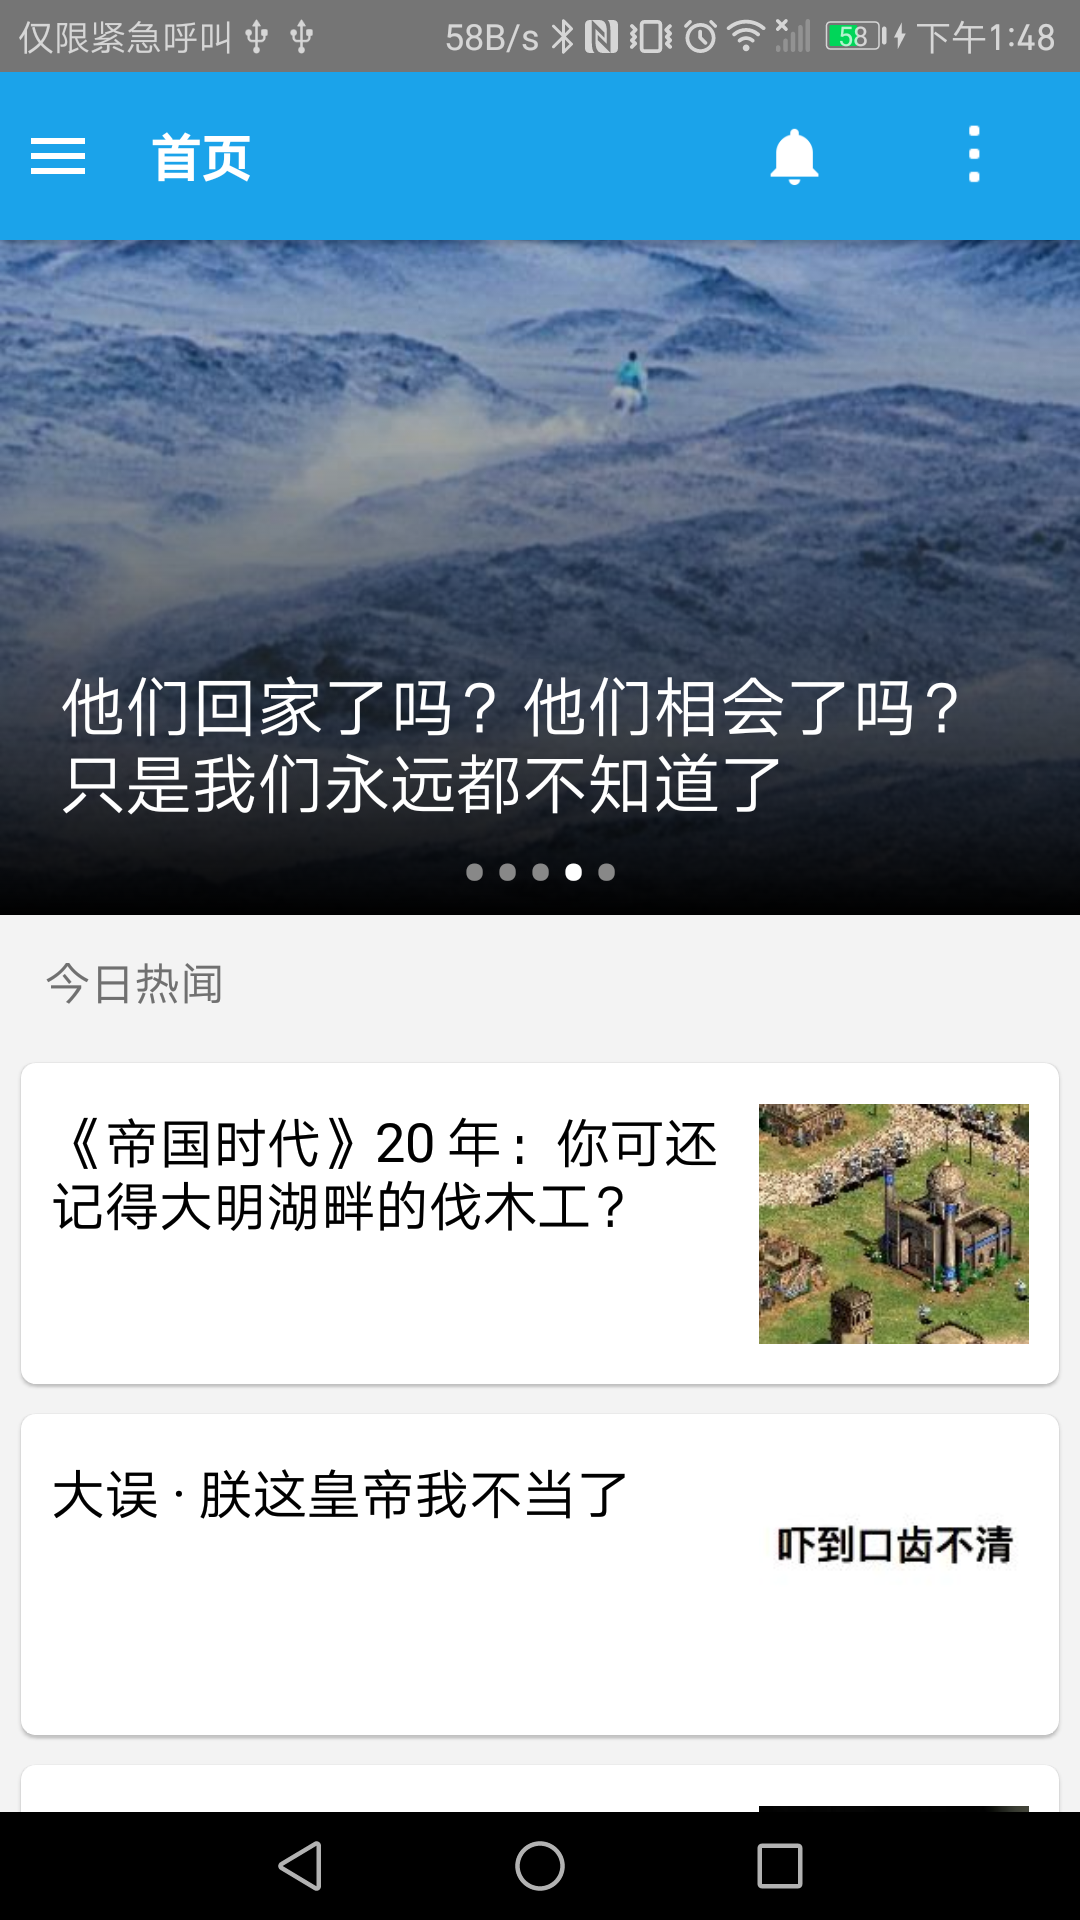 仅限紧急呼叫 58B/s 58 下午1:48
首页
他们回家了吗？他们相会了吗？
只是我们永远都不知道了
今日热闻
《帝国时代》20 年：你可还
记得大明湖畔的伐木工？
大误 · 朕这皇帝我不当了
吓到口齿不清